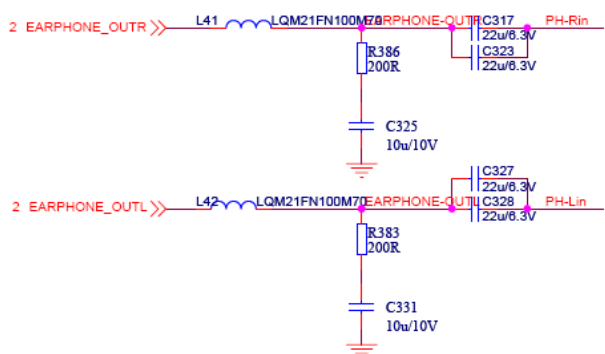 2 EARPHONE_OUTR L41 LQM21FN100M70 EARPHONE-OUTR C317 PH-Rin
22u/6.3V
C323
22u/6.3V
R386
200R
C325
10u/10V
C327
22u/6.3V
2 EARPHONE_OUTL L42 LQM21FN100M70 EARPHONE-OUTL C328 PH-Lin
22u/6.3V
R383
200R
C331
10u/10V